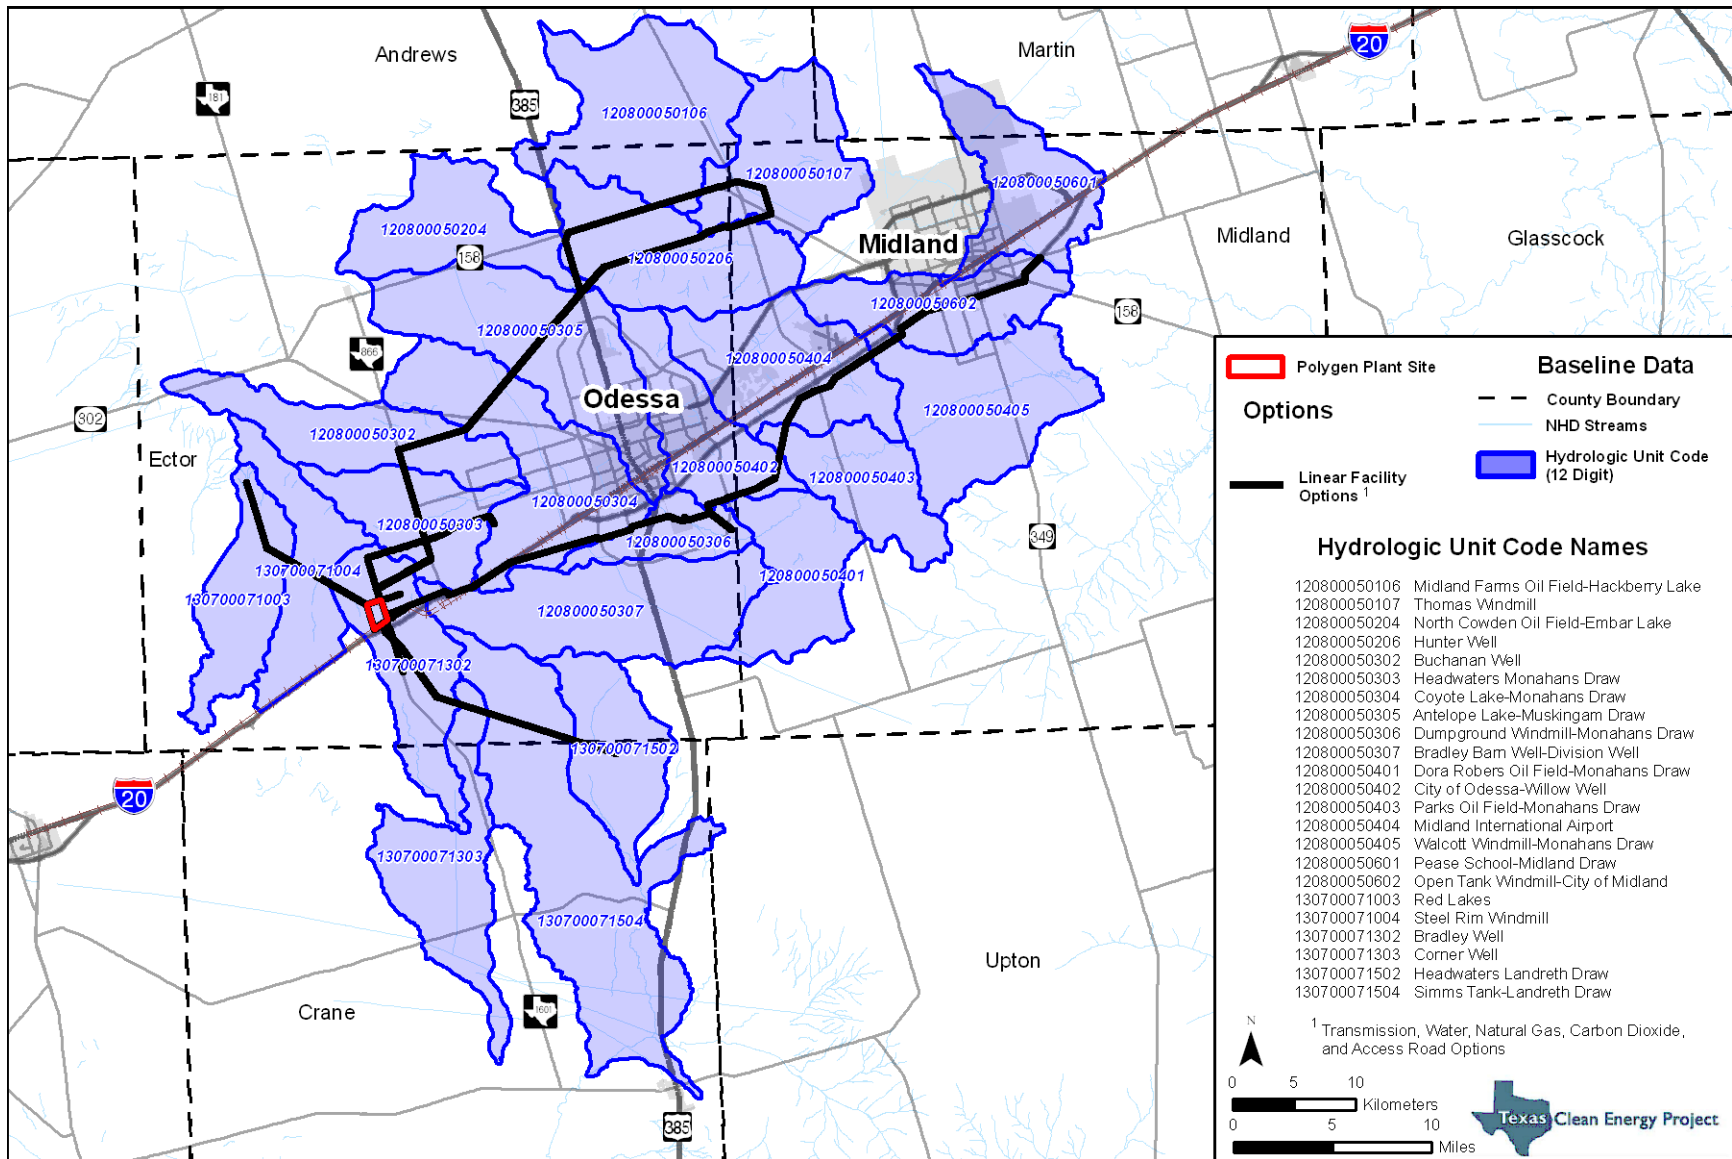 Andrews
Martin
20
181
385
120800050106
120800050107
Midland
120800050601
120800050204
158
120800050206
Midland
Glasscock
120800050602
158
120800050305
866
120800050404
Odessa
302
120800050405
120800050302
Ector
120800050402
120800050403
120800050304
120800050303
349
120800050306
130700071004
120800050401
130700071003
120800050307
130700071302
130700071502
20
130700071303
130700071504
Upton
Crane
1601
385
Polygen Plant Site
Options
Linear Facility
Options 1
Baseline Data
County Boundary
NHD Streams
Hydrologic Unit Code
(12 Digit)
Hydrologic Unit Code Names
120800050106 Midland Farms Oil Field-Hackberry Lake
120800050107 Thomas Windmill
120800050204 North Cowden Oil Field-Embar Lake
120800050206 Hunter Well
120800050302 Buchanan Well
120800050303 Headwaters Monahans Draw
120800050304 Coyote Lake-Monahans Draw
120800050305 Antelope Lake-Muskingam Draw
120800050306 Dumpground Windmill-Monahans Draw
120800050307 Bradley Barn Well-Division Well
120800050401 Dora Robers Oil Field-Monahans Draw
120800050402 City of Odessa-Willow Well
120800050403 Parks Oil Field-Monahans Draw
120800050404 Midland International Airport
120800050405 Walcott Windmill-Monahans Draw
120800050601 Pease School-Midland Draw
120800050602 Open Tank Windmill-City of Midland
130700071003 Red Lakes
130700071004 Steel Rim Windmill
130700071302 Bradley Well
130700071303 Corner Well
130700071502 Headwaters Landreth Draw
130700071504 Simms Tank-Landreth Draw
1 Transmission, Water, Natural Gas, Carbon Dioxide,
and Access Road Options
N
0 5 10
Kilometers
0 5 10
Miles
Texas Clean Energy Project